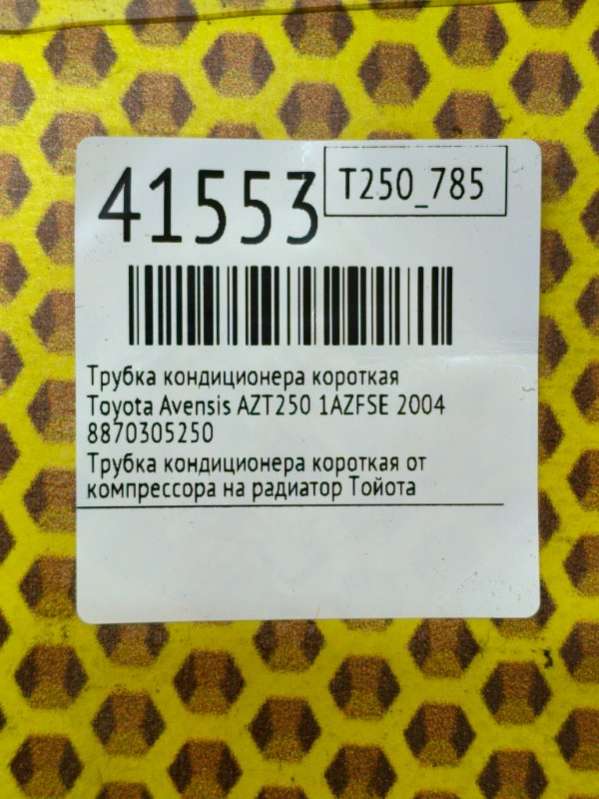 41553
T250_785
Трубка кондиционера короткая
Toyota Avensis AZT250 1AZFSE 2004
8870305250
Трубка кондиционера короткая от
компрессора на радиатор Тойота